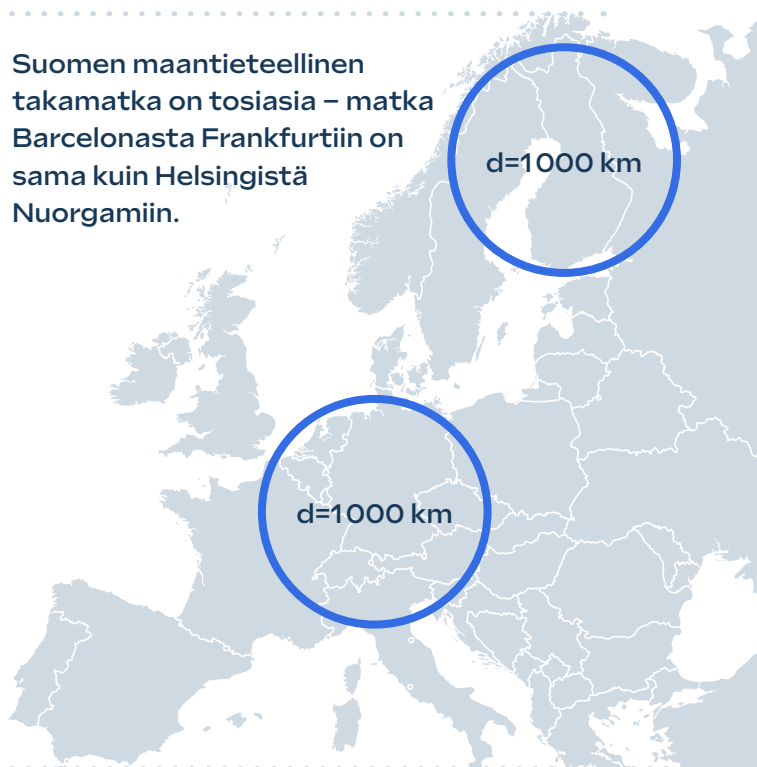 Suomen maantieteellinen
takamatka on tosiasia – matka
Barcelonasta Frankfurtiin on
sama kuin Helsingistä
Nuorgamiin.
d=1000 km
d=1000 km